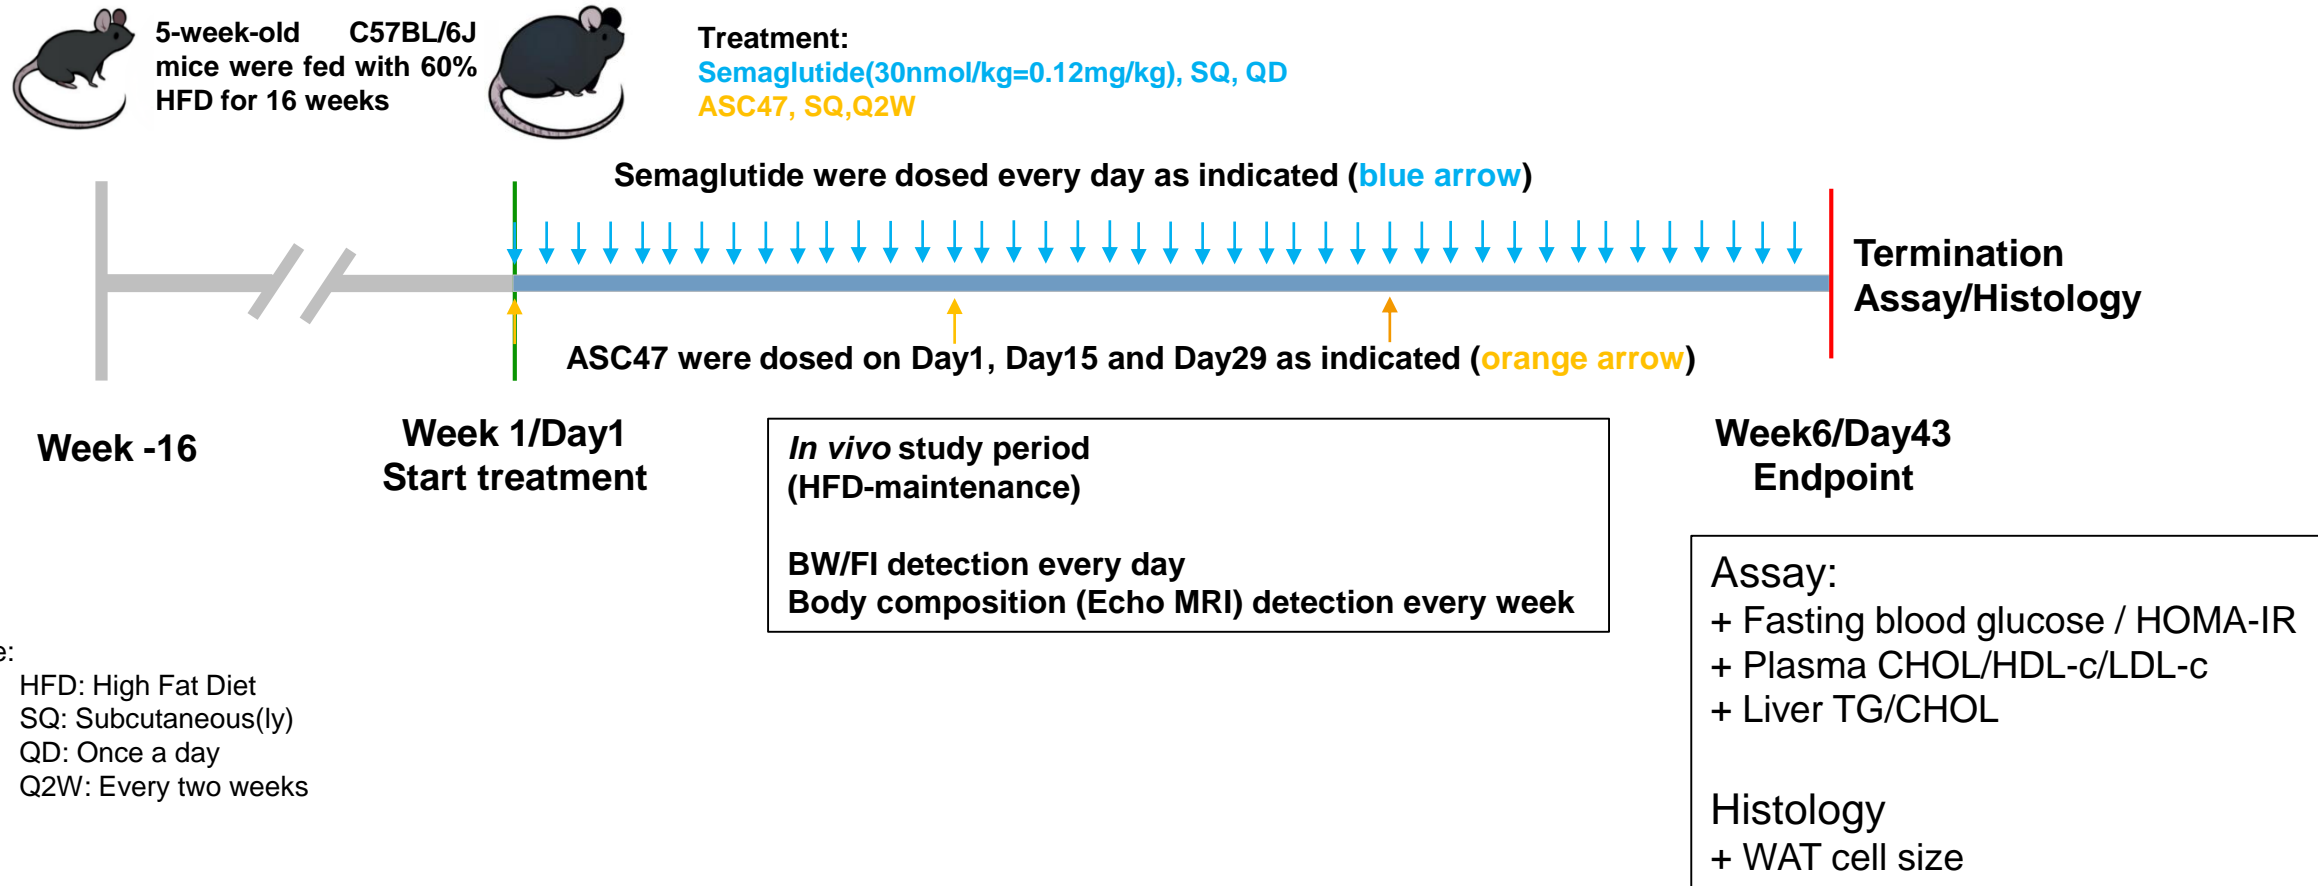 5-week-old C57BL/6J
mice were fed with 60%
HFD for 16 weeks
Treatment:
Semaglutide(30nmol/kg=0.12mg/kg), SQ, QD
ASC47, SQ,Q2W
Semaglutide were dosed every day as indicated (blue arrow)
Termination
Assay/Histology
ASC47 were dosed on Day1, Day15 and Day29 as indicated (orange arrow)
Week -16
Week 1/Day1
Start treatment
In vivo study period
(HFD-maintenance)
BW/FI detection every day
Body composition (Echo MRI) detection every week
Week6/Day43
Endpoint
Assay:
+ Fasting blood glucose / HOMA-IR
+ Plasma CHOL/HDL-c/LDL-c
+ Liver TG/CHOL
Histology
+ WAT cell size
e:
HFD: High Fat Diet
SQ: Subcutaneous(ly)
QD: Once a day
Q2W: Every two weeks